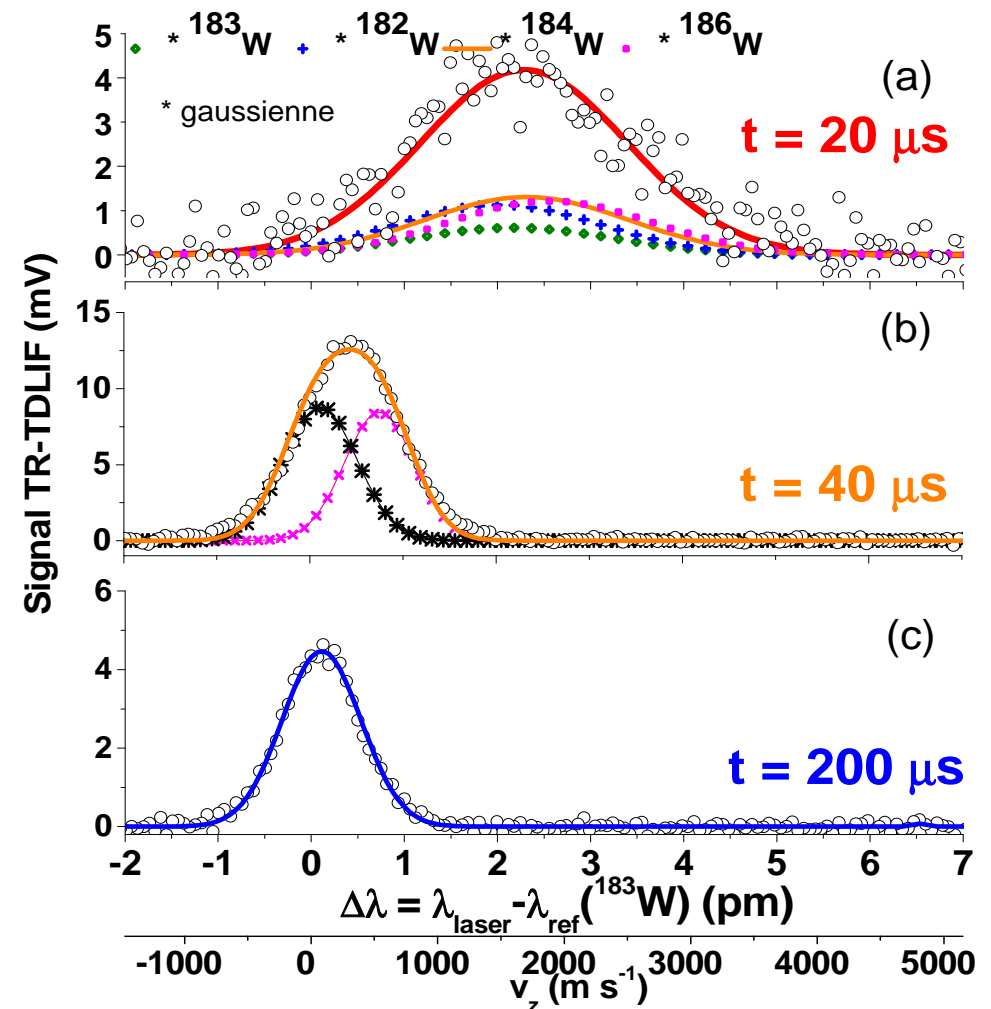 * ¹⁸³W * ¹⁸²W * ¹⁸⁴W * ¹⁸⁶W
* gaussienne
(a)
t = 20 μs
5
4
3
2
1
0
Signal TR-TDLIF (mV)
(b)
t = 40 μs
15
10
5
0
(c)
t = 200 μs
6
4
2
0
-2 -1 0 1 2 3 4 5 6 7
Δλ = λlaser-λref(¹⁸³W) (pm)
-1000 0 1000 2000 3000 4000 5000
vz (m s⁻¹)